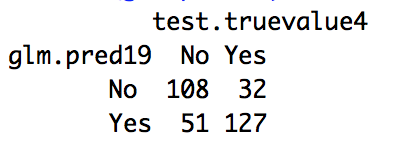 test.truevalue4
glm.pred19 No Yes
No 108 32
Yes 51 127